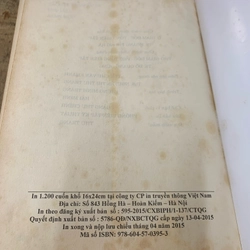 In 1.200 cuốn khổ 16x24cm tại công ty CP in truyền thông Việt Nam
Địa chỉ: Số 843 Hồng Hà – Hoàn Kiếm – Hà Nội
In theo đăng ký xuất bản số : 595-2015/CXBIPH/1-137/CTQG
Quyết định xuất bản số : 5786-QĐ/NXBCTQG cấp ngày 13-04-2015
In xong và nộp lưu chiểu tháng 04 năm 2015
Mã số ISBN: 978-604-57-0395-3